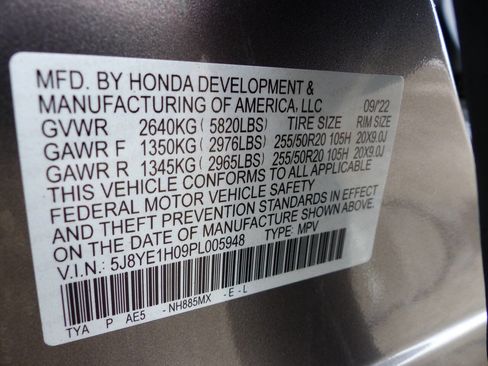 MFD. BY HONDA DEVELOPMENT &
MANUFACTURING OF AMERICA, LLC 09/22
GVWR 2640KG ( 5820LBS) TIRE SIZE RIM SIZE
GAWR F 1350KG ( 2976LBS) 255/50R20 105H 20X9.0J
GAWR R 1345KG ( 2965LBS) 255/50R20 105H 20X9.0J
THIS VEHICLE CONFORMS TO ALL APPLICABLE
FEDERAL MOTOR VEHICLE SAFETY
AND THEFT PREVENTION STANDARDS IN EFFECT
ON THE DATE OF MANUFACTURE SHOWN ABOVE.
V.I.N.: 5J8YE1H09PL005948 TYPE: MPV
TYA P AE5 -NH885MX -E-L